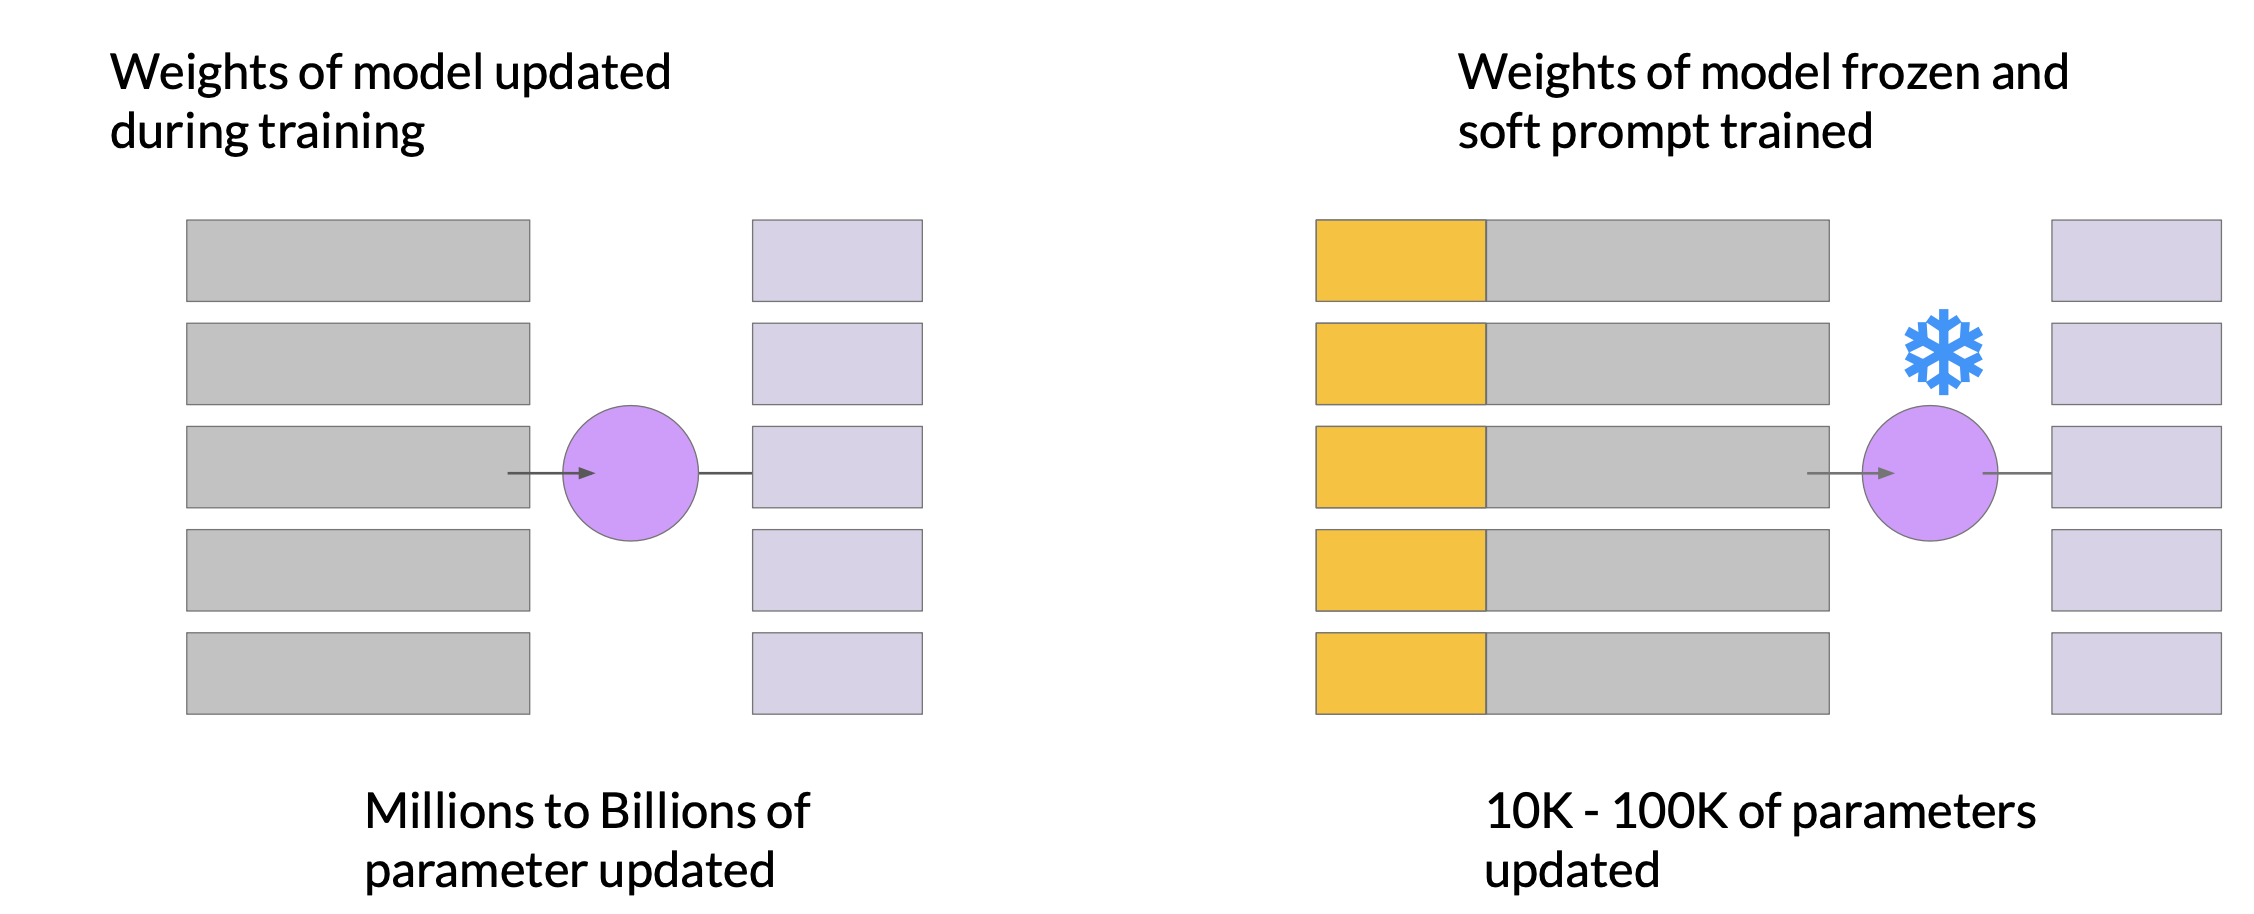 Weights of model updated
during training
Weights of model frozen and
soft prompt trained
Millions to Billions of
parameter updated
10K - 100K of parameters
updated